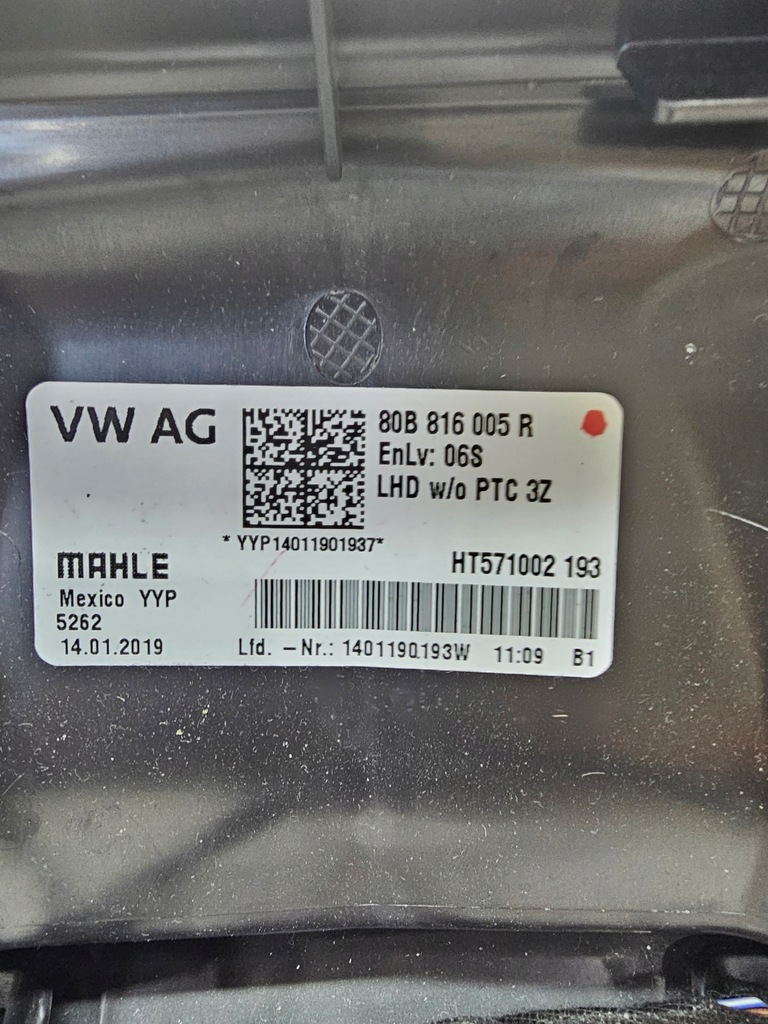 VW AG
80B 816 005 R
EnLv: 06S
LHD w/o PTC 3Z
* YYP14011901937*
MAHLE
HT571002 193
Mexico YYP
5262
14.01.2019
Lfd. -Nr.: 1401190193W 11:09 B1